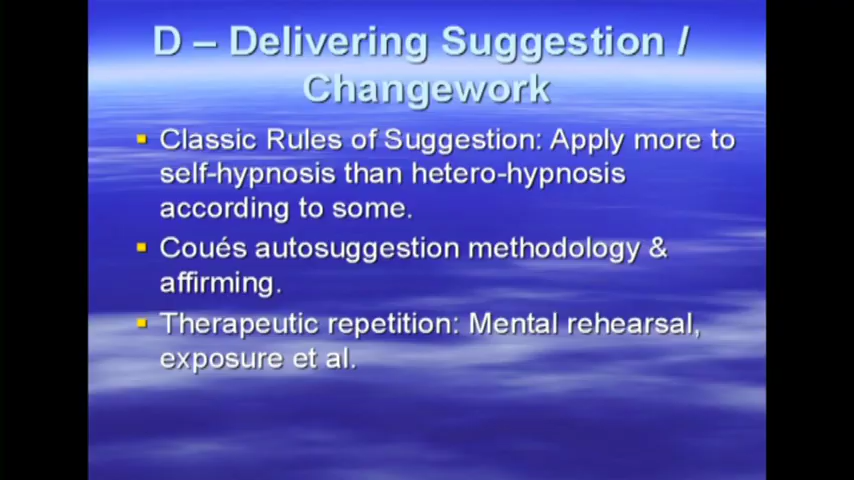 D – Delivering Suggestion /
Changework
Classic Rules of Suggestion: Apply more to
self-hypnosis than hetero-hypnosis
according to some.
Coués autosuggestion methodology &
affirming.
Therapeutic repetition: Mental rehearsal,
exposure et al.